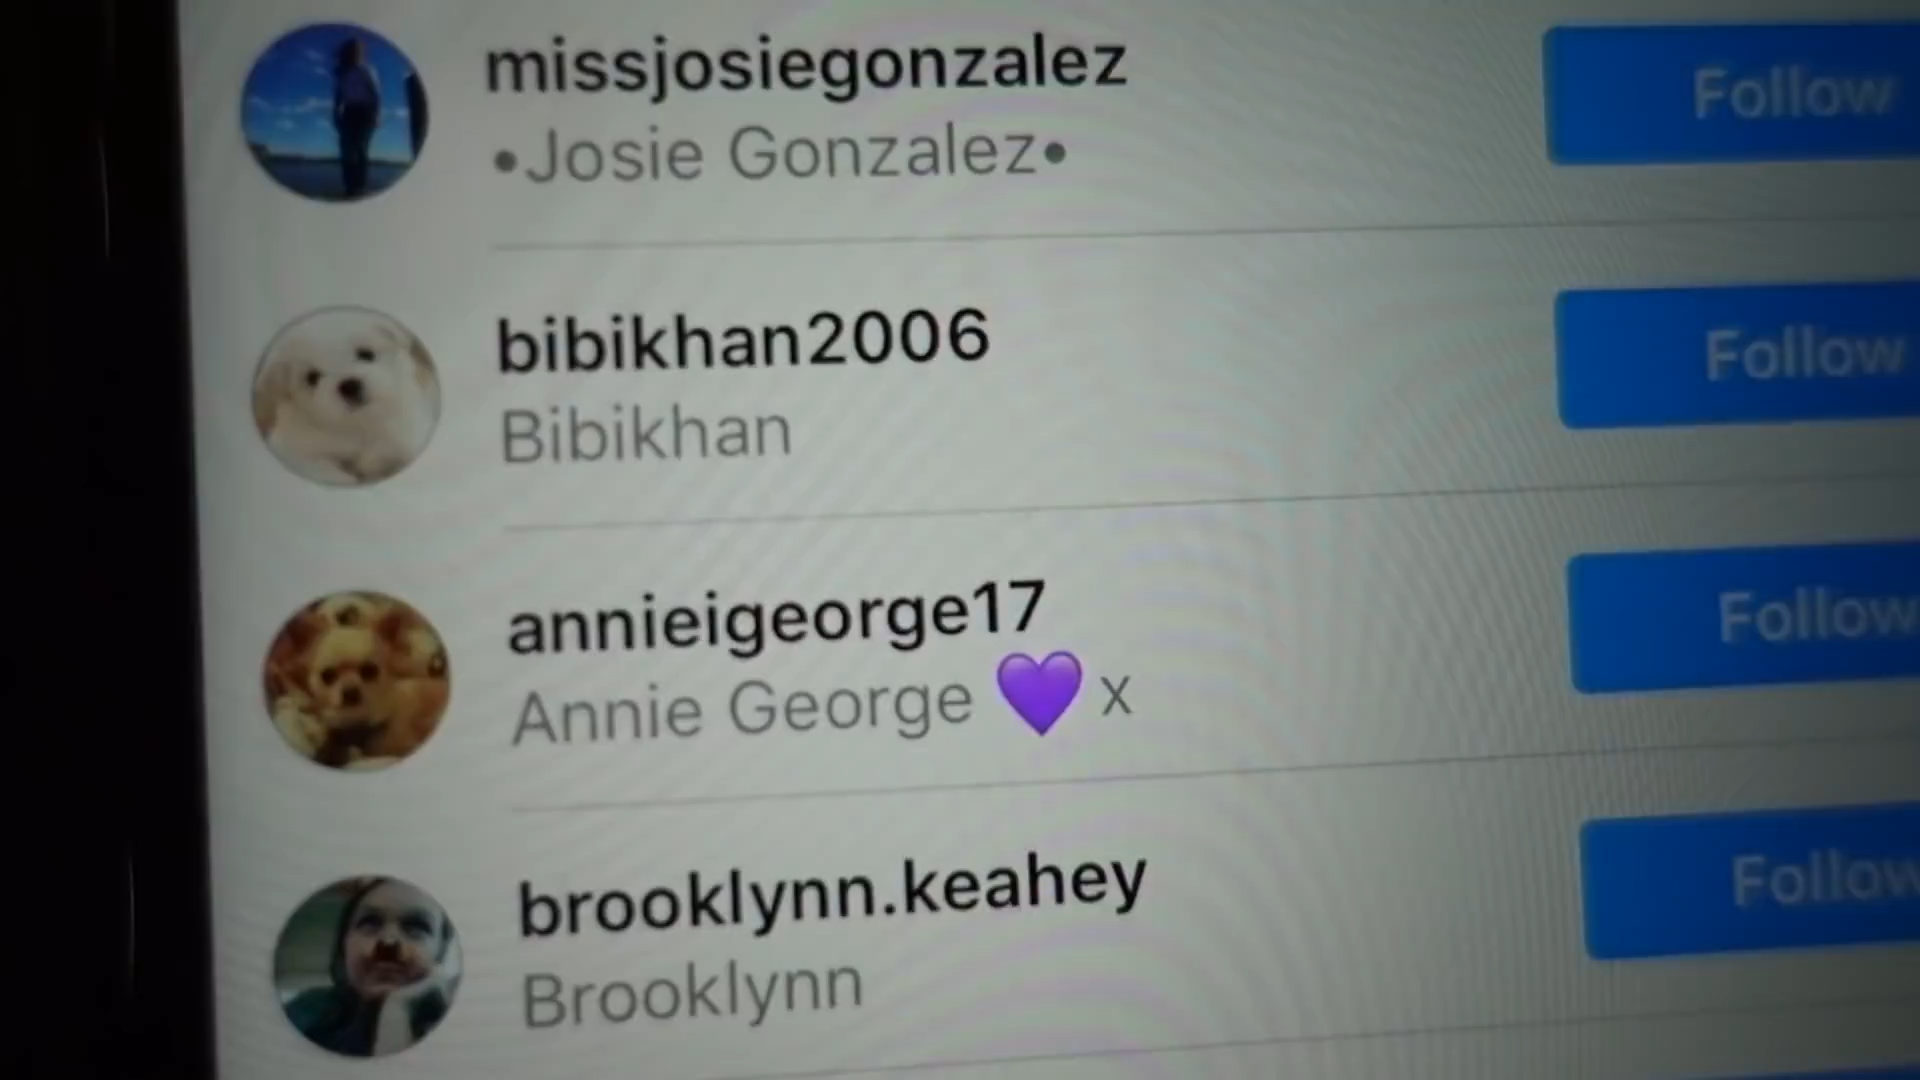 missjosiegonzalez
•Josie Gonzalez•
Follow
bibikhan2006
Bibikhan
Follow
annieigeorge17
Annie George 💜 x
Follow
brooklynn.keahey
Brooklynn
Follow